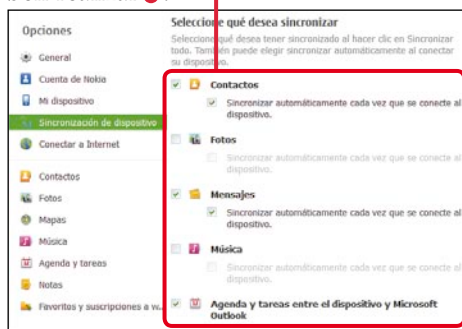 Opciones
General
Cuenta de Nokia
Mi dispositivo
Sincronización de dispositivo
Conectar a Internet
Contactos
Fotos
Mapas
Música
Agenda y tareas
Notas
Favoritos y suscripciones a w...
Seleccione qué desea sincronizar
Seleccione qué desea tener sincronizado al hacer clic en Sincronizar
todo. También puede elegir sincronizar automáticamente al conectar
su dispositivo.
Contactos
Sincronizar automáticamente cada vez que se conecte al
dispositivo.
Fotos
Sincronizar automáticamente cada vez que se conecte al
dispositivo.
Mensajes
Sincronizar automáticamente cada vez que se conecte al
dispositivo.
Música
Sincronizar automáticamente cada vez que se conecte al
dispositivo.
Agenda y tareas entre el dispositivo y Microsoft
Outlook